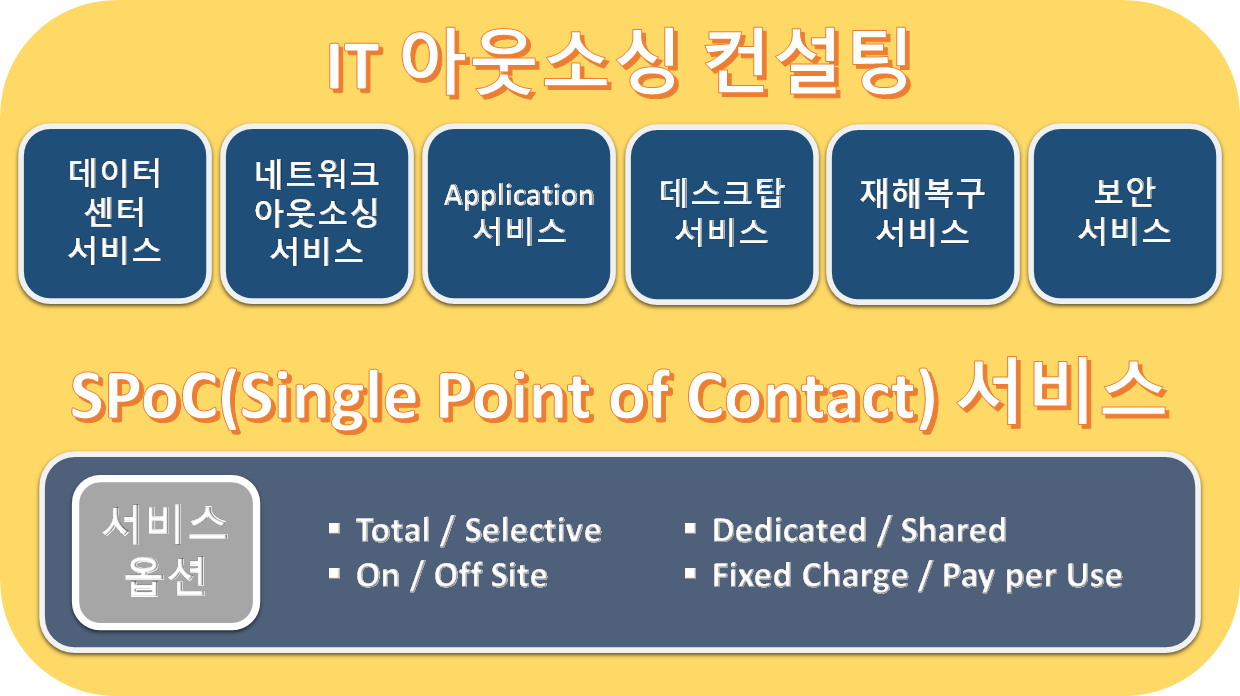 IT 아웃소싱 컨설팅
데이터
센터
서비스
네트워크
아웃소싱
서비스
Application
서비스
데스크탑
서비스
재해복구
서비스
보안
서비스
SPoC(Single Point of Contact) 서비스
서비스
옵션
▪ Total / Selective
▪ On / Off Site
▪ Dedicated / Shared
▪ Fixed Charge / Pay per Use